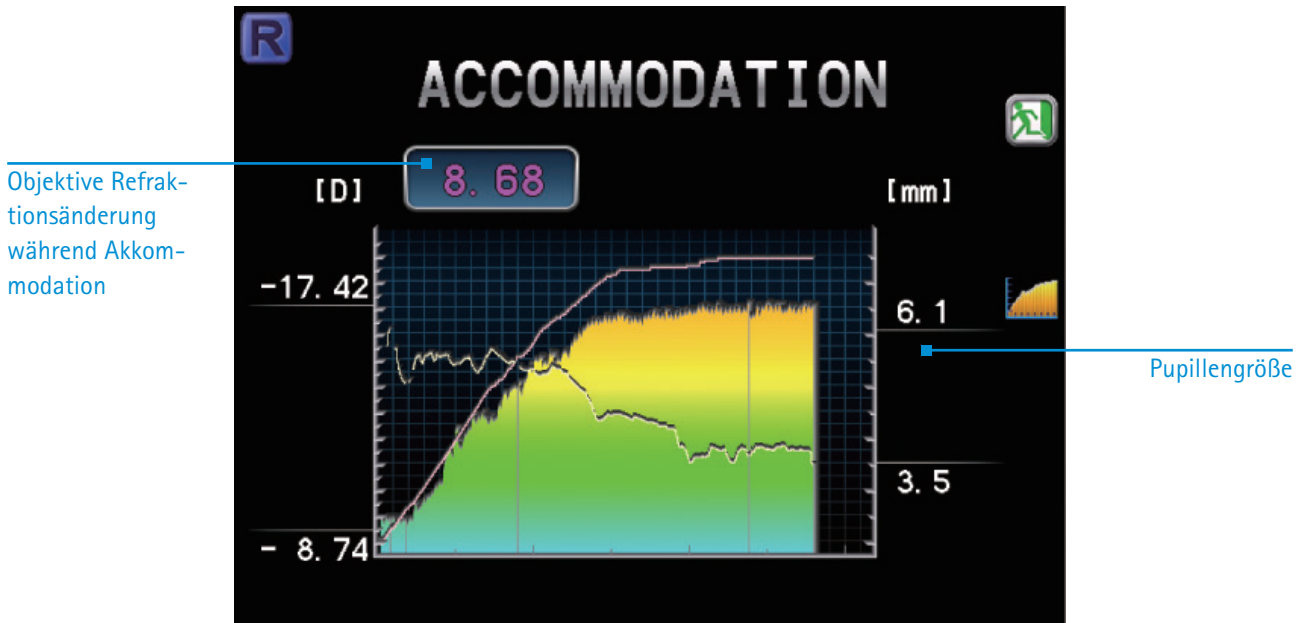 R
ACCOMMODATION
8. 68
[D]
[mm]
Objektive Refrak-
tionsänderung
während Akkom-
modation
-17. 42
6. 1
Pupillengröße
3. 5
- 8. 74